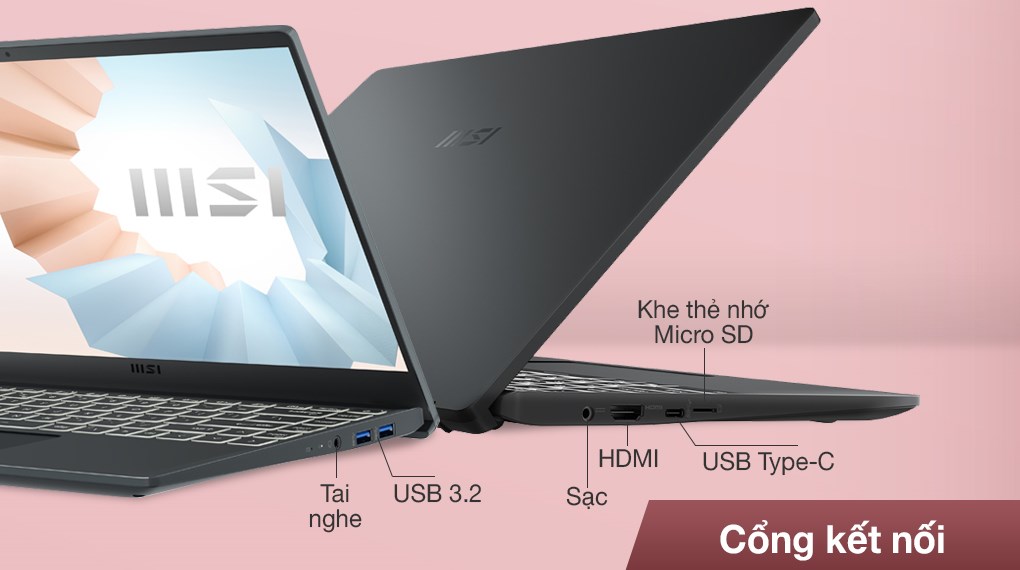 msi
msi
msi
Khe thẻ nhớ
Micro SD
HDMI
USB Type-C
Sạc
Tai
nghe
USB 3.2
Cổng kết nối